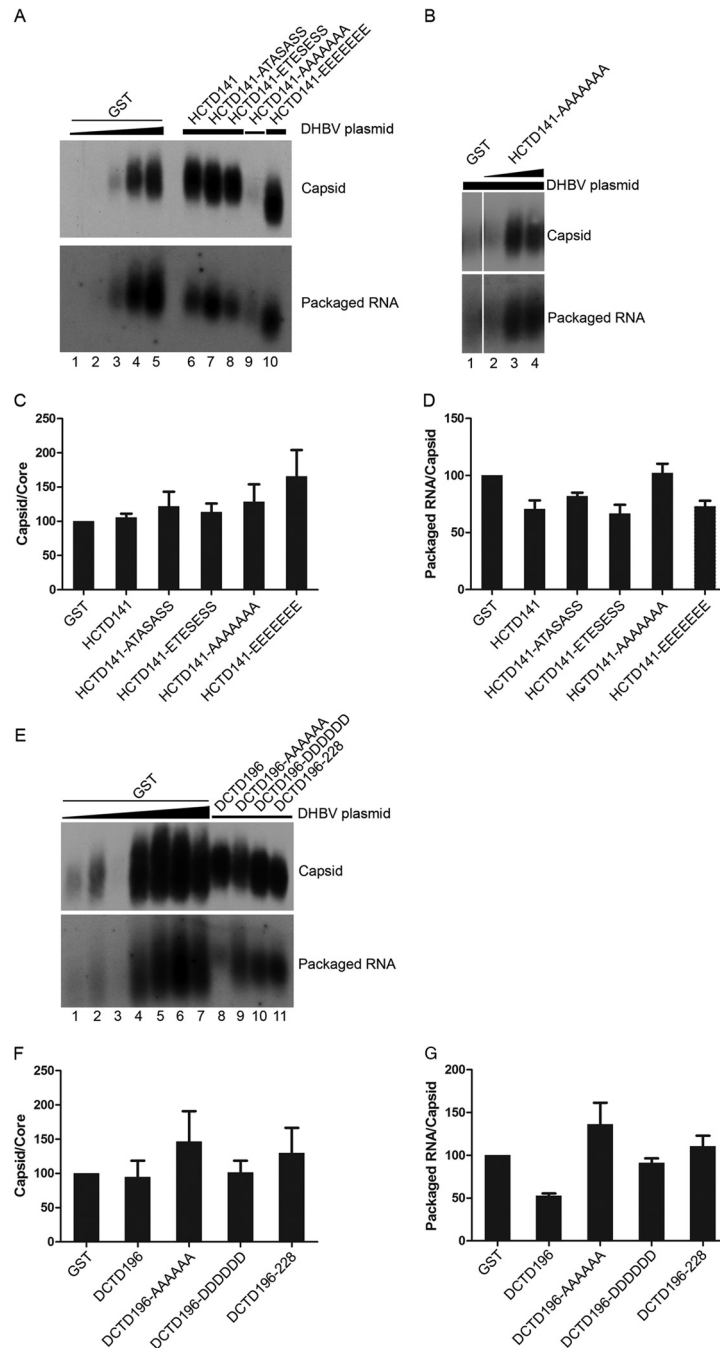 A
GST
HCTD141
HCTD141-ATASASS
HCTD141-ETESESS
HCTD141-AAAAAAA
HCTD141-EEEEEEE
DHBV plasmid
Capsid
Packaged RNA
1 2 3 4 5 6 7 8 9 10
B
GST
HCTD141-AAAAAAA
DHBV plasmid
Capsid
Packaged RNA
1 2 3 4
C
Capsid/Core
250
200
150
100
50
0
GST
HCTD141
HCTD141-ATASASS
HCTD141-ETESESS
HCTD141-AAAAAAA
HCTD141-EEEEEEE
D
Packaged RNA/Capsid
150
100
50
0
GST
HCTD141
HCTD141-ATASASS
HCTD141-ETESESS
HCTD141-AAAAAAA
HCTD141-EEEEEEE
E
GST
DCTD196
DCTD196-AAAAAA
DCTD196-DDDDDD
DCTD196-228
DHBV plasmid
Capsid
Packaged RNA
1 2 3 4 5 6 7 8 9 10 11
F
Capsid/Core
250
200
150
100
50
0
GST
DCTD196
DCTD196-AAAAAA
DCTD196-DDDDDD
DCTD196-228
G
Packaged RNA/Capsid
200
150
100
50
0
GST
DCTD196
DCTD196-AAAAAA
DCTD196-DDDDDD
DCTD196-228